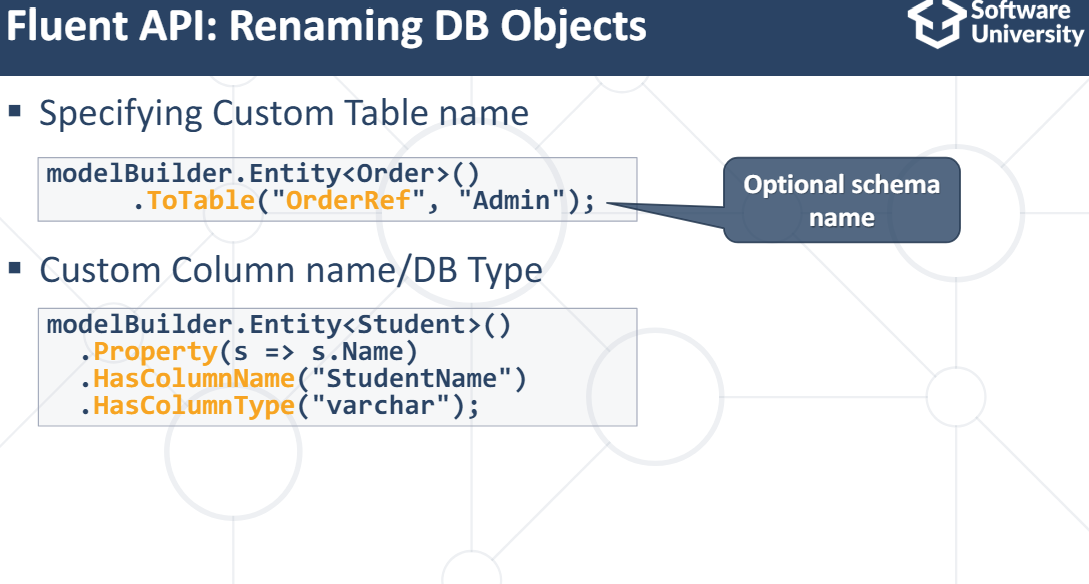 Fluent API: Renaming DB Objects
Software
University
▪ Specifying Custom Table name
modelBuilder.Entity<Order>()
.ToTable("OrderRef", "Admin");
Optional schema
name
▪ Custom Column name/DB Type
modelBuilder.Entity<Student>()
.Property(s => s.Name)
.HasColumnName("StudentName")
.HasColumnType("varchar");